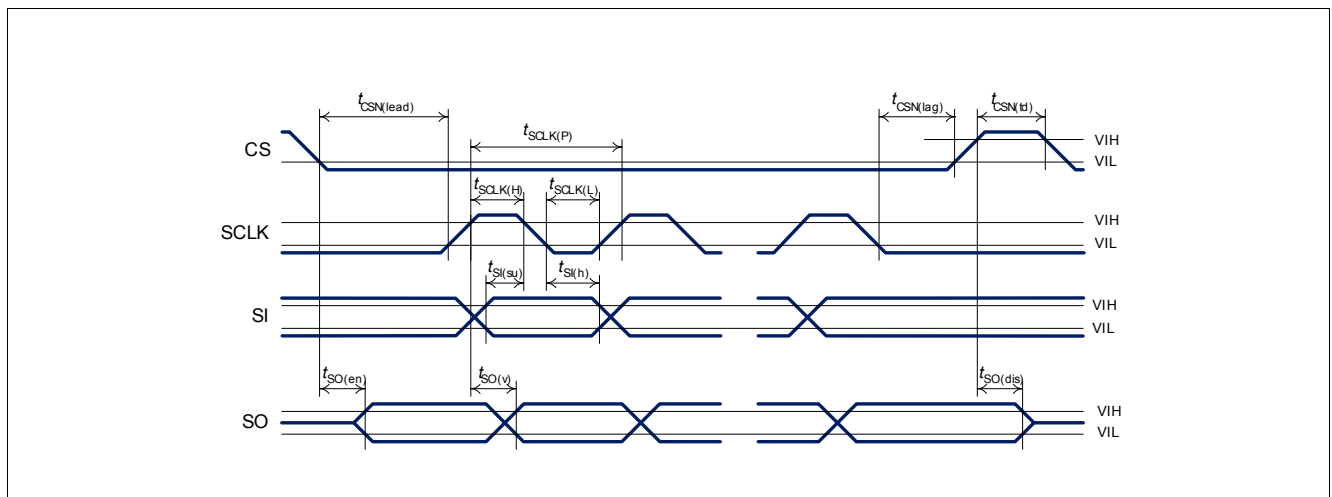 tCSN(lead)
tCSN(lag)
tCSN(td)
tSCLK(P)
CS
VIH
VIL
tSCLK(H)
tSCLK(L)
SCLK
VIH
VIL
tSI(su)
tSI(h)
SI
VIH
VIL
tSO(en)
tSO(v)
tSO(dis)
SO
VIH
VIL